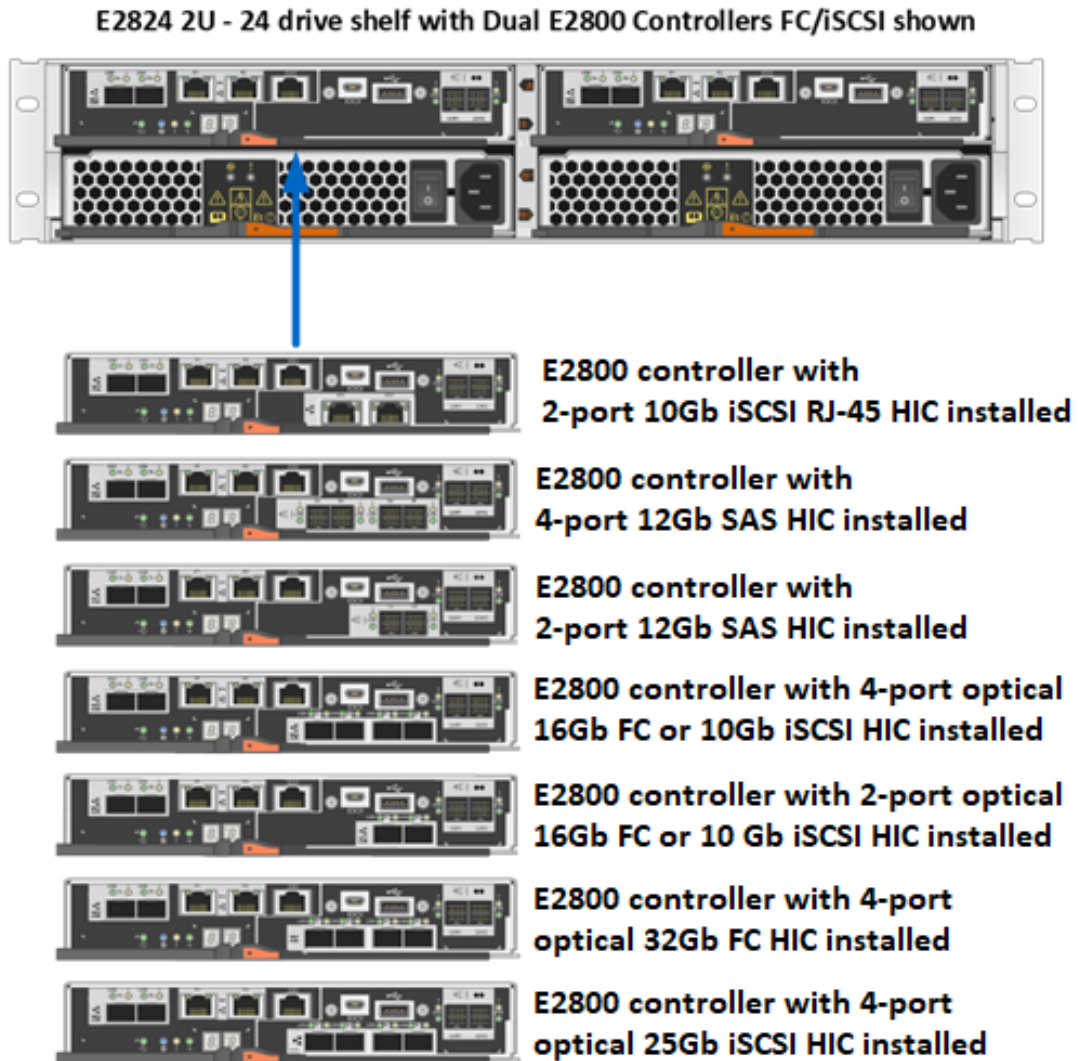 E2824 2U - 24 drive shelf with Dual E2800 Controllers FC/iSCSI shown
E2800 controller with
2-port 10Gb iSCSI RJ-45 HIC installed
E2800 controller with
4-port 12Gb SAS HIC installed
E2800 controller with
2-port 12Gb SAS HIC installed
E2800 controller with 4-port optical
16Gb FC or 10Gb iSCSI HIC installed
E2800 controller with 2-port optical
16Gb FC or 10 Gb iSCSI HIC installed
E2800 controller with 4-port
optical 32Gb FC HIC installed
E2800 controller with 4-port
optical 25Gb iSCSI HIC installed